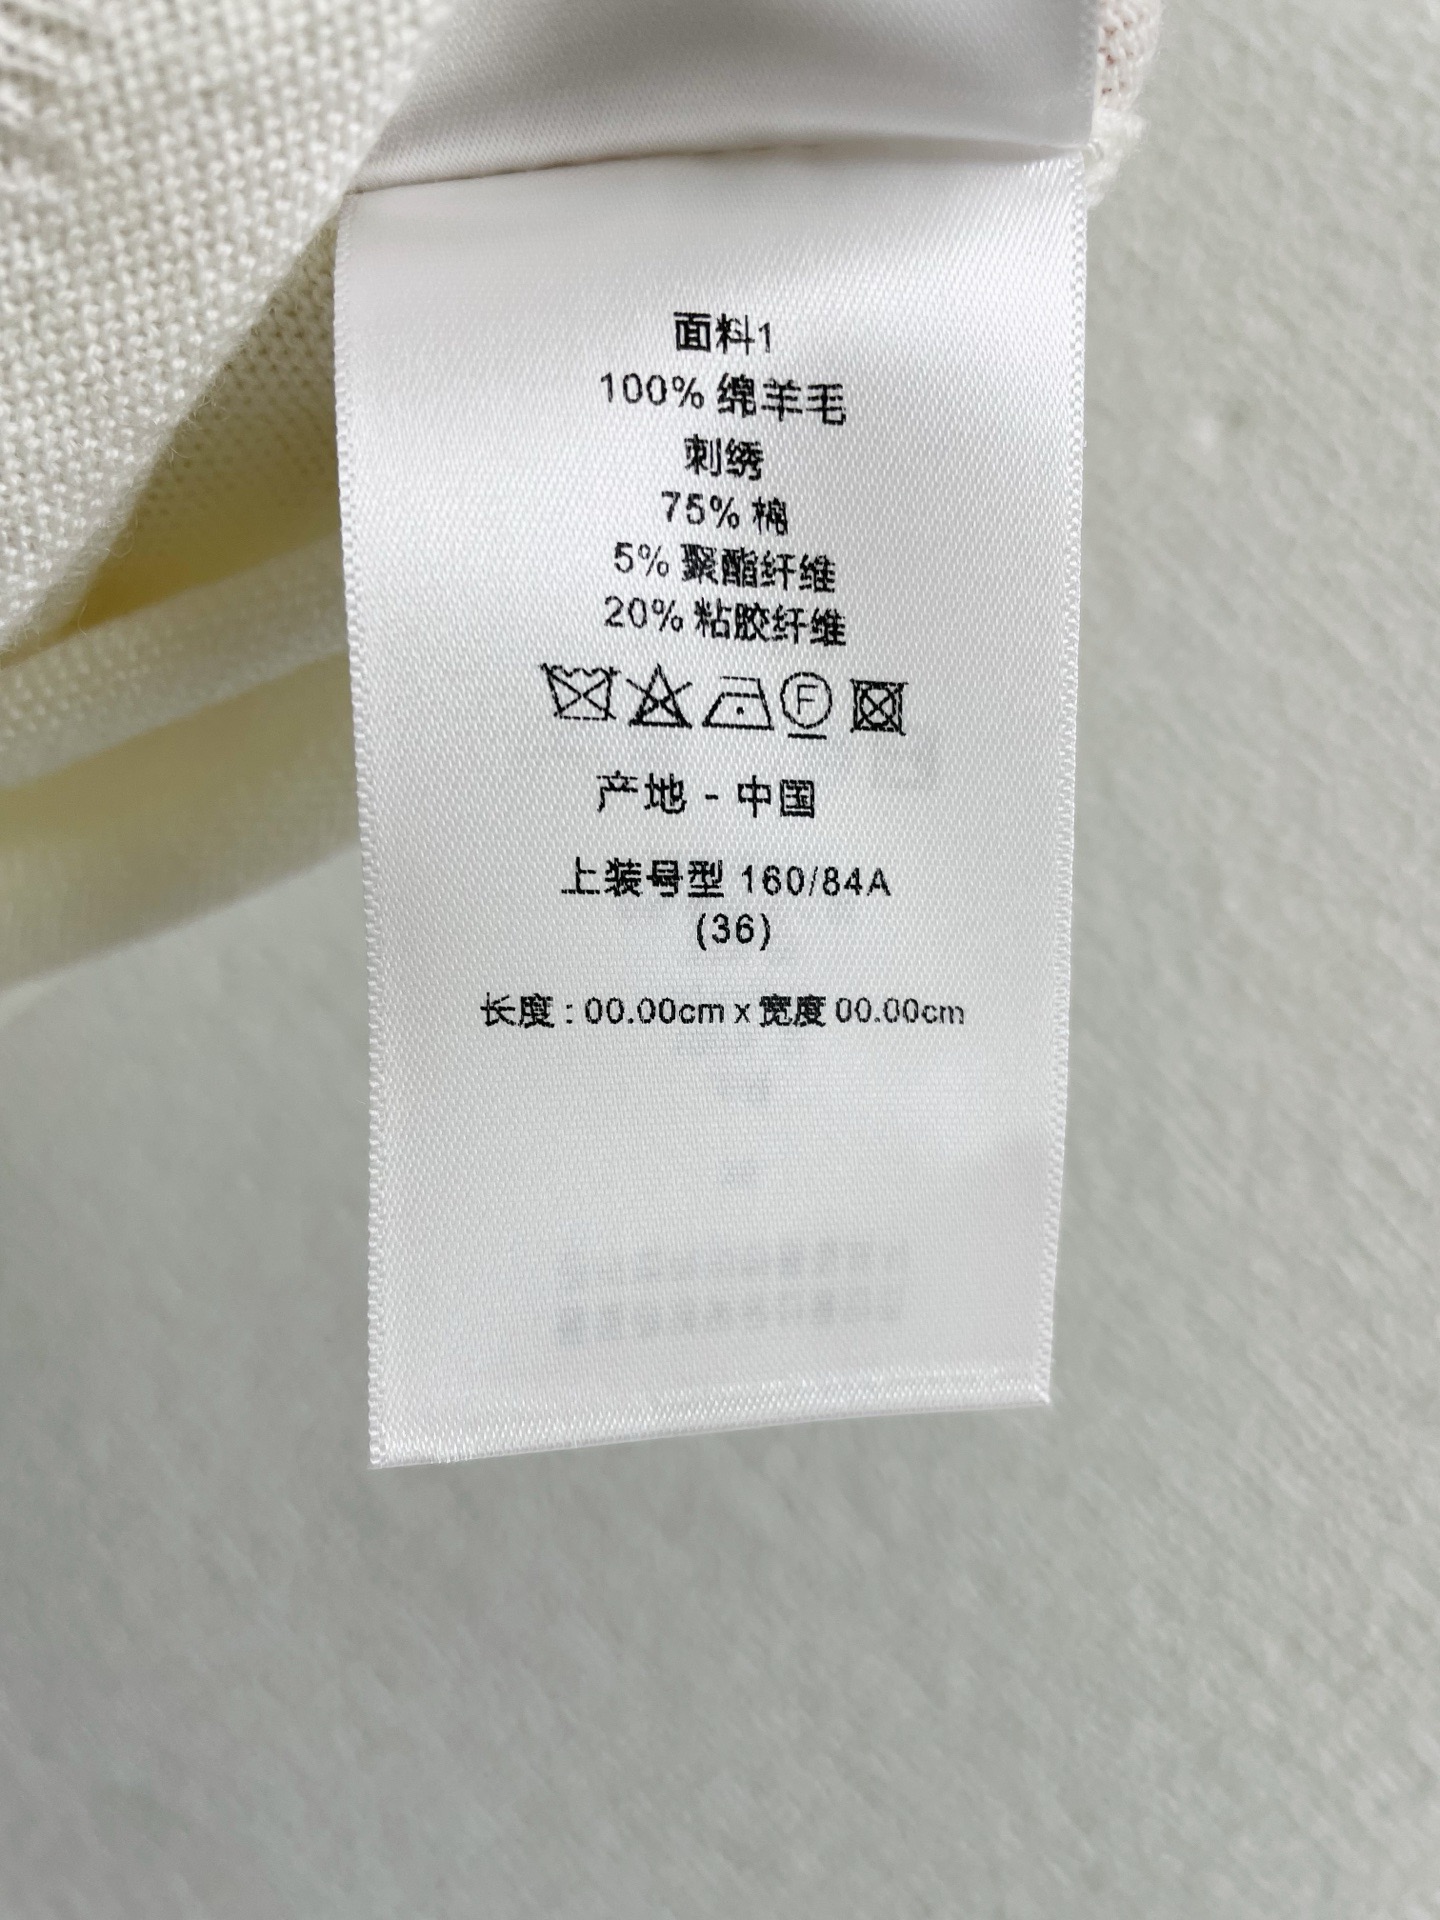 面料1
100% 绵羊毛
刺绣
75% 棉
5% 聚酯纤维
20% 粘胶纤维
F
产地 - 中国
上装号型 160/84A
(36)
长度 : 00.00cm x 宽度 00.00cm